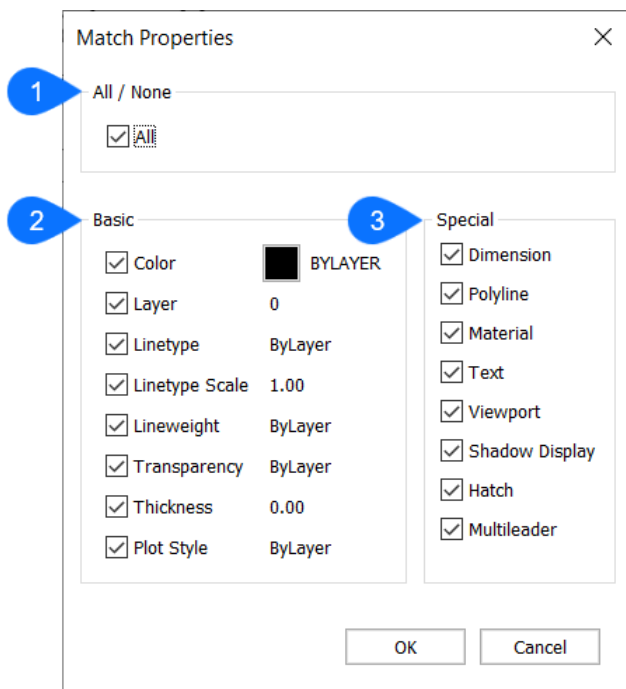 Match Properties
1
All / None
All
2
Basic
Color BYLAYER
Layer 0
Linetype ByLayer
Linetype Scale 1.00
Lineweight ByLayer
Transparency ByLayer
Thickness 0.00
Plot Style ByLayer
3
Special
Dimension
Polyline
Material
Text
Viewport
Shadow Display
Hatch
Multileader
OK
Cancel